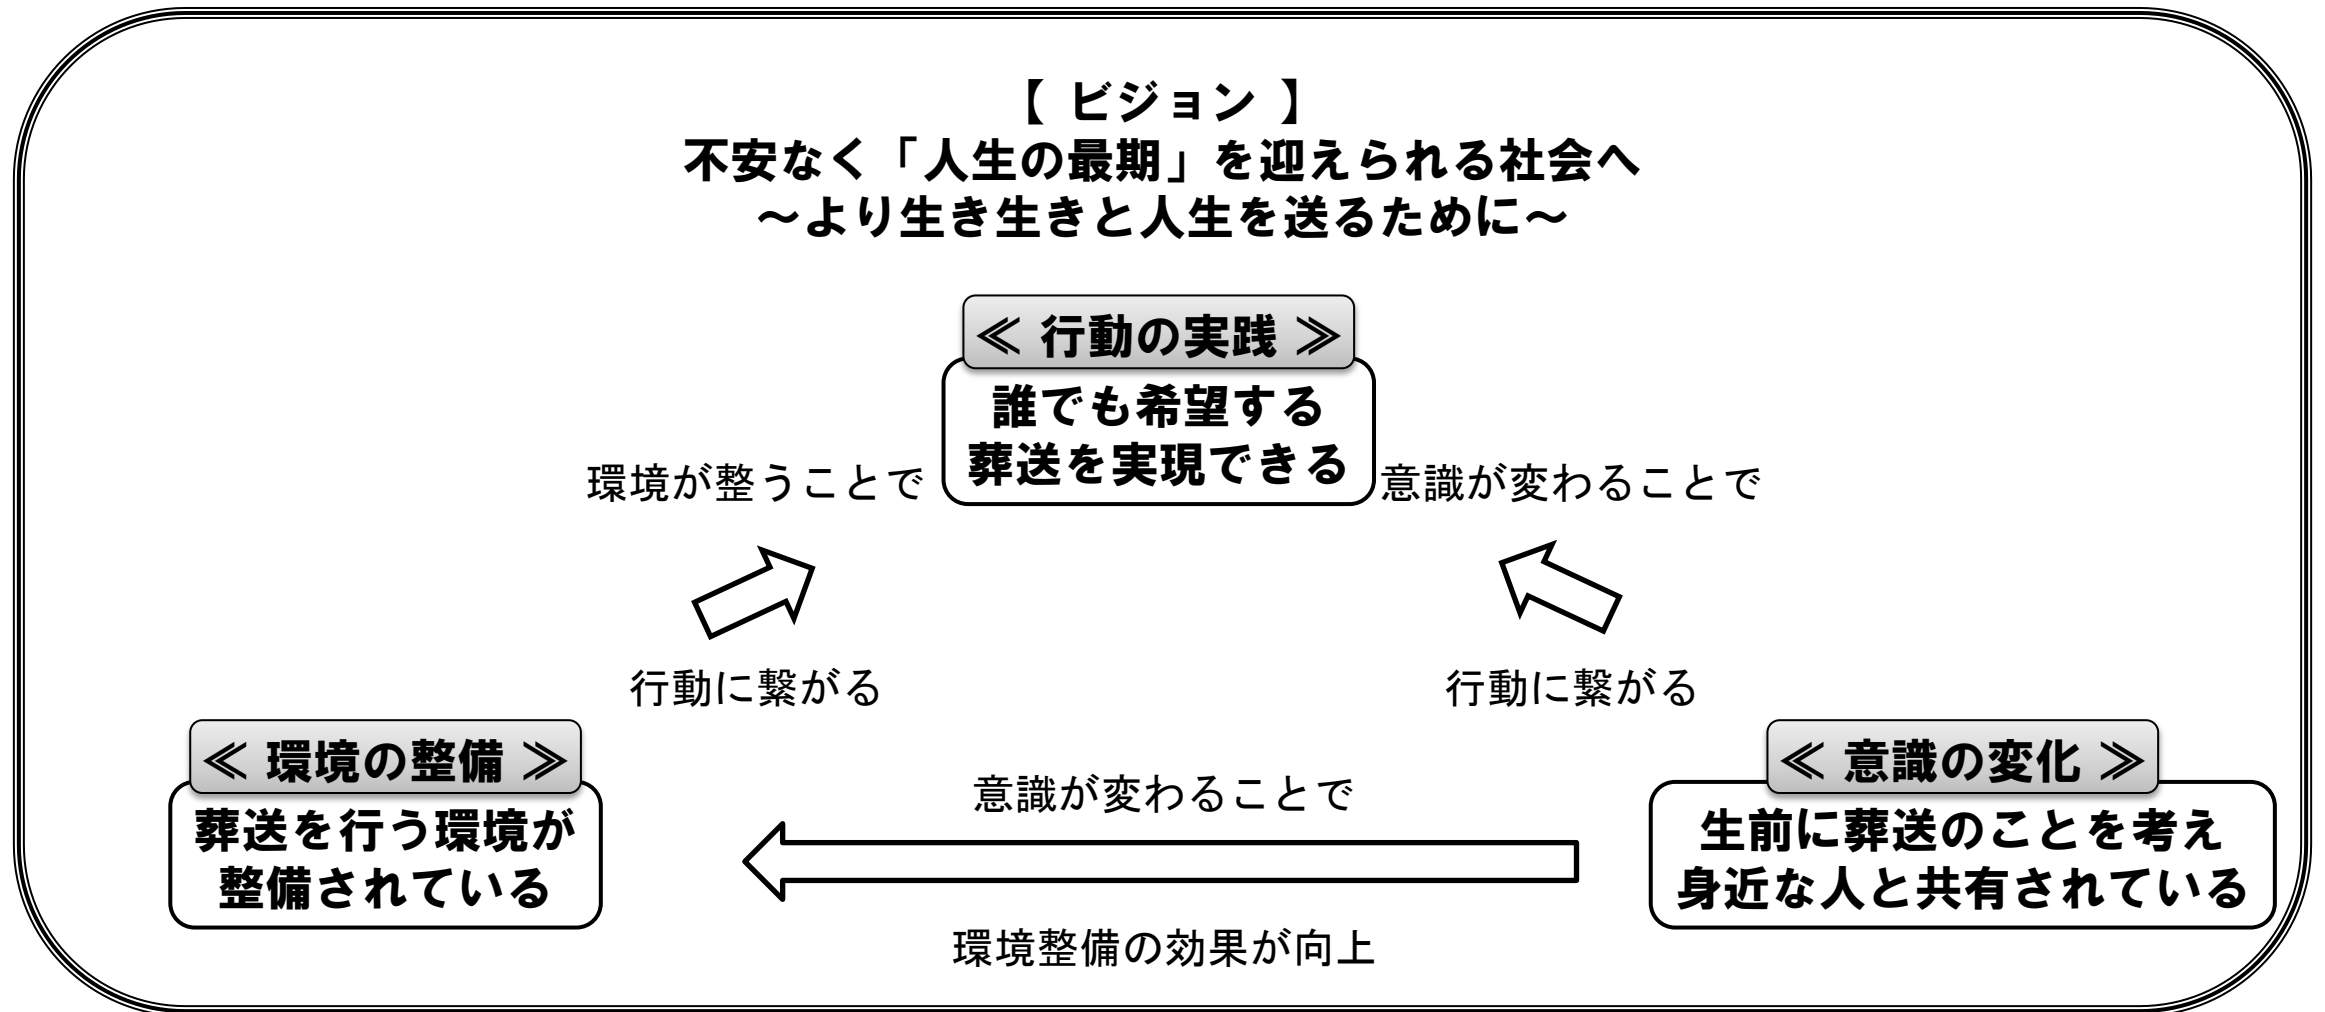 【 ビジョン 】
不安なく「人生の最期」を迎えられる社会へ
～より生き生きと人生を送るために～
≪ 行動の実践 ≫
誰でも希望する
葬送を実現できる
環境が整うことで
行動に繋がる
意識が変わることで
行動に繋がる
≪ 環境の整備 ≫
葬送を行う環境が
整備されている
意識が変わることで
環境整備の効果が向上
≪ 意識の変化 ≫
生前に葬送のことを考え
身近な人と共有されている